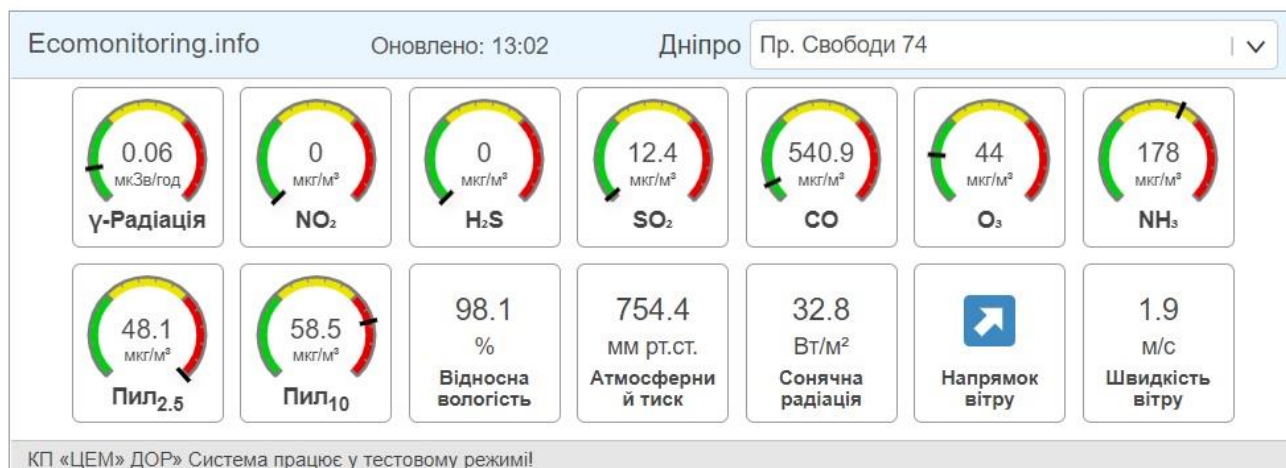 Ecomonitoring.info Оновлено: 13:02 Дніпро Пр. Свободи 74
0.06
мкЗв/год
γ-Радіація
0
мкг/м³
NO₂
0
мкг/м³
H₂S
12.4
мкг/м³
SO₂
540.9
мкг/м³
CO
44
мкг/м³
O₃
178
мкг/м³
NH₃
48.1
мкг/м³
Пил₂.₅
58.5
мкг/м³
Пил₁₀
98.1
%
Відносна
вологість
754.4
мм рт.ст.
Атмосферни
й тиск
32.8
Вт/м²
Сонячна
радіація
Напрямок
вітру
1.9
м/с
Швидкість
вітру
КП «ЦЕМ» ДОР» Система працює у тестовому режимі!